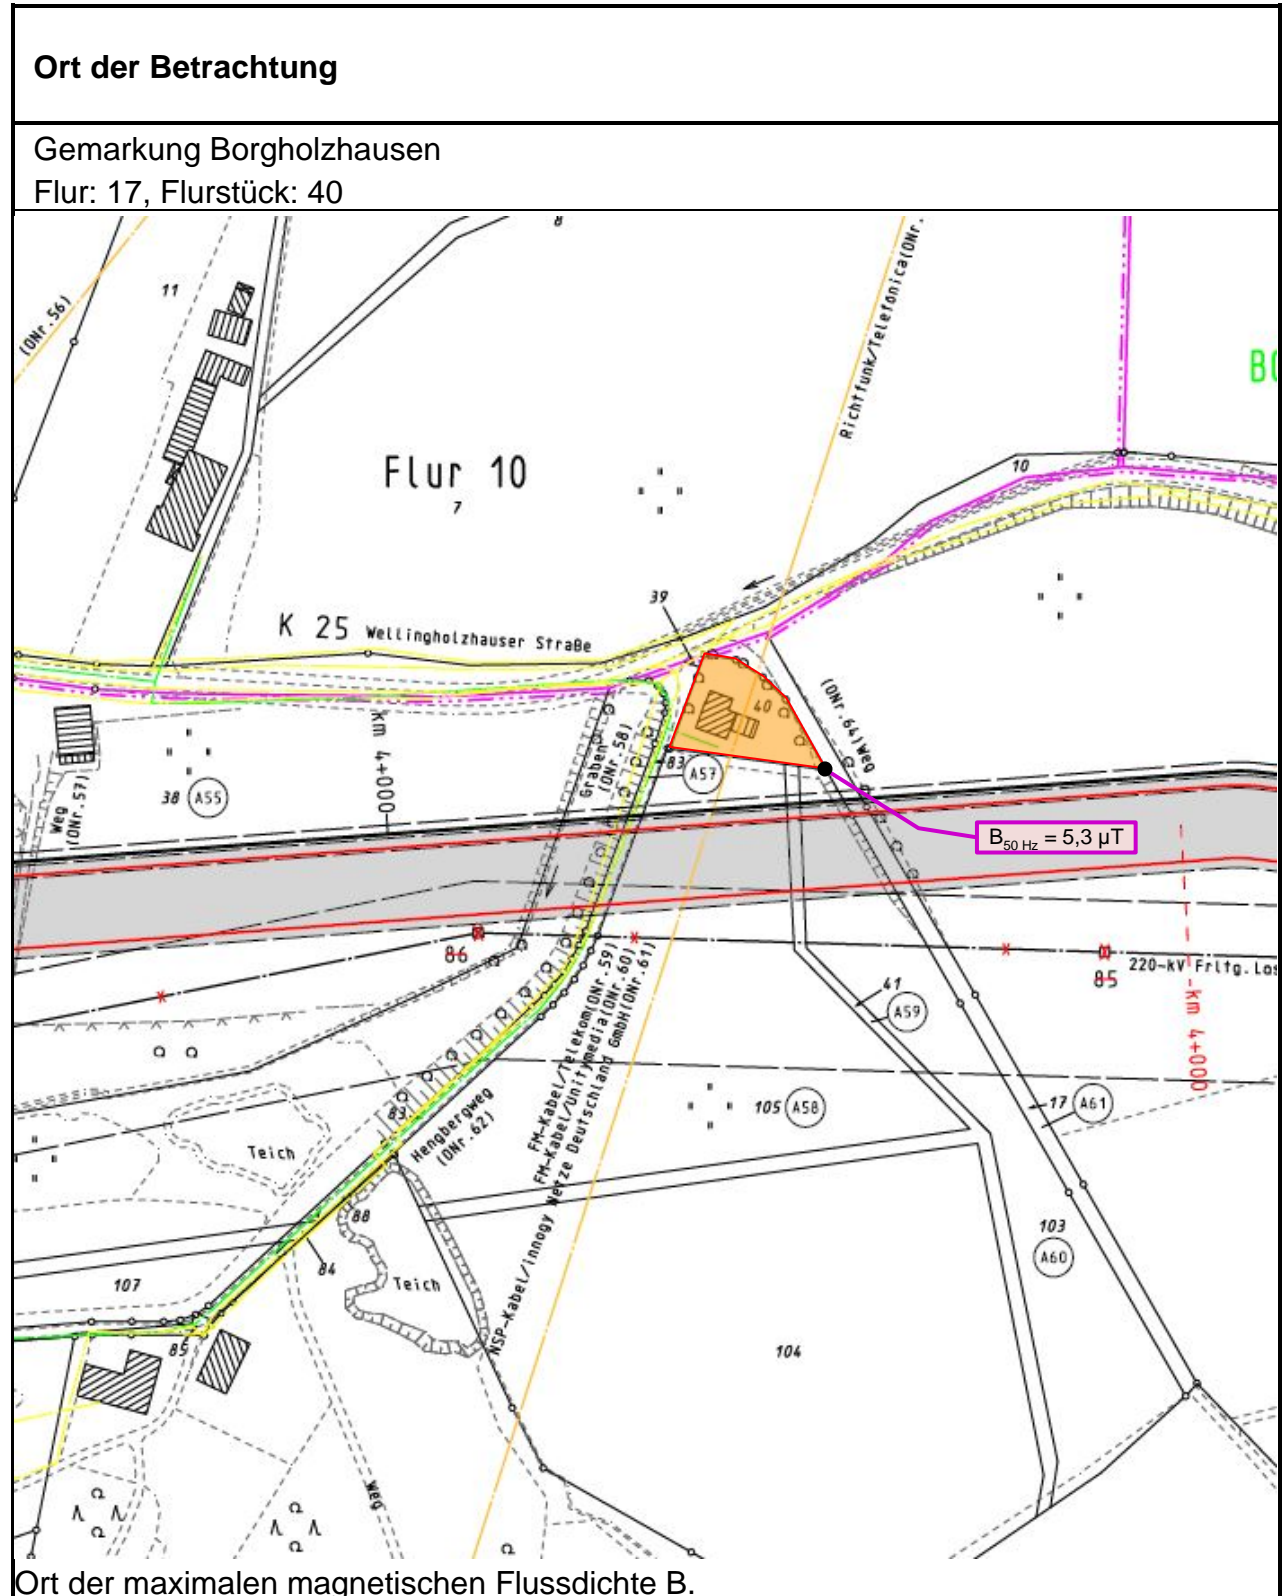 Ort der Betrachtung
Gemarkung Borgholzhausen
Flur: 17, Flurstück: 40
11
(ONr.56)
Richtfunk/Telefonica(ONr.
BO
Flur 10
7
10
39
K 25 Wellingholzhauser Straße
40
(ONr.64)Weg
km 4+000
Graben
(ONr.58)
83
A57
38
A55
Weg
(ONr.57)
B50 Hz = 5,3 µT
86
85
220-kV Frltg.Las
km 4+000
41
A59
FM-Kabel/Telekom(ONr.59)
FM-Kabel/Unitymedia(ONr.60)
NSP-Kabel/innogy Netze Deutschland GmbH(ONr.61)
105
A58
17
A61
83
Hengbergweg
(ONr.62)
Teich
88
84
Teich
103
A60
107
85
104
Weg
Ort der maximalen magnetischen Flussdichte B.